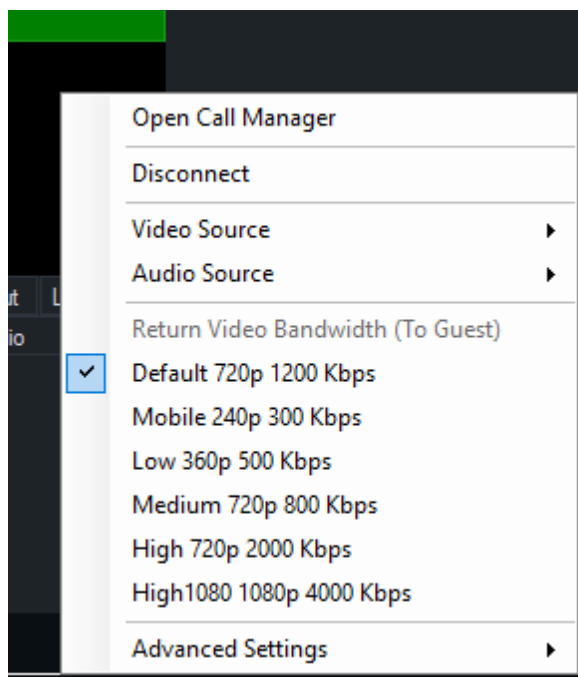 Open Call Manager
Disconnect
Video Source
Audio Source
Return Video Bandwidth (To Guest)
Default 720p 1200 Kbps
Mobile 240p 300 Kbps
Low 360p 500 Kbps
Medium 720p 800 Kbps
High 720p 2000 Kbps
High1080 1080p 4000 Kbps
Advanced Settings